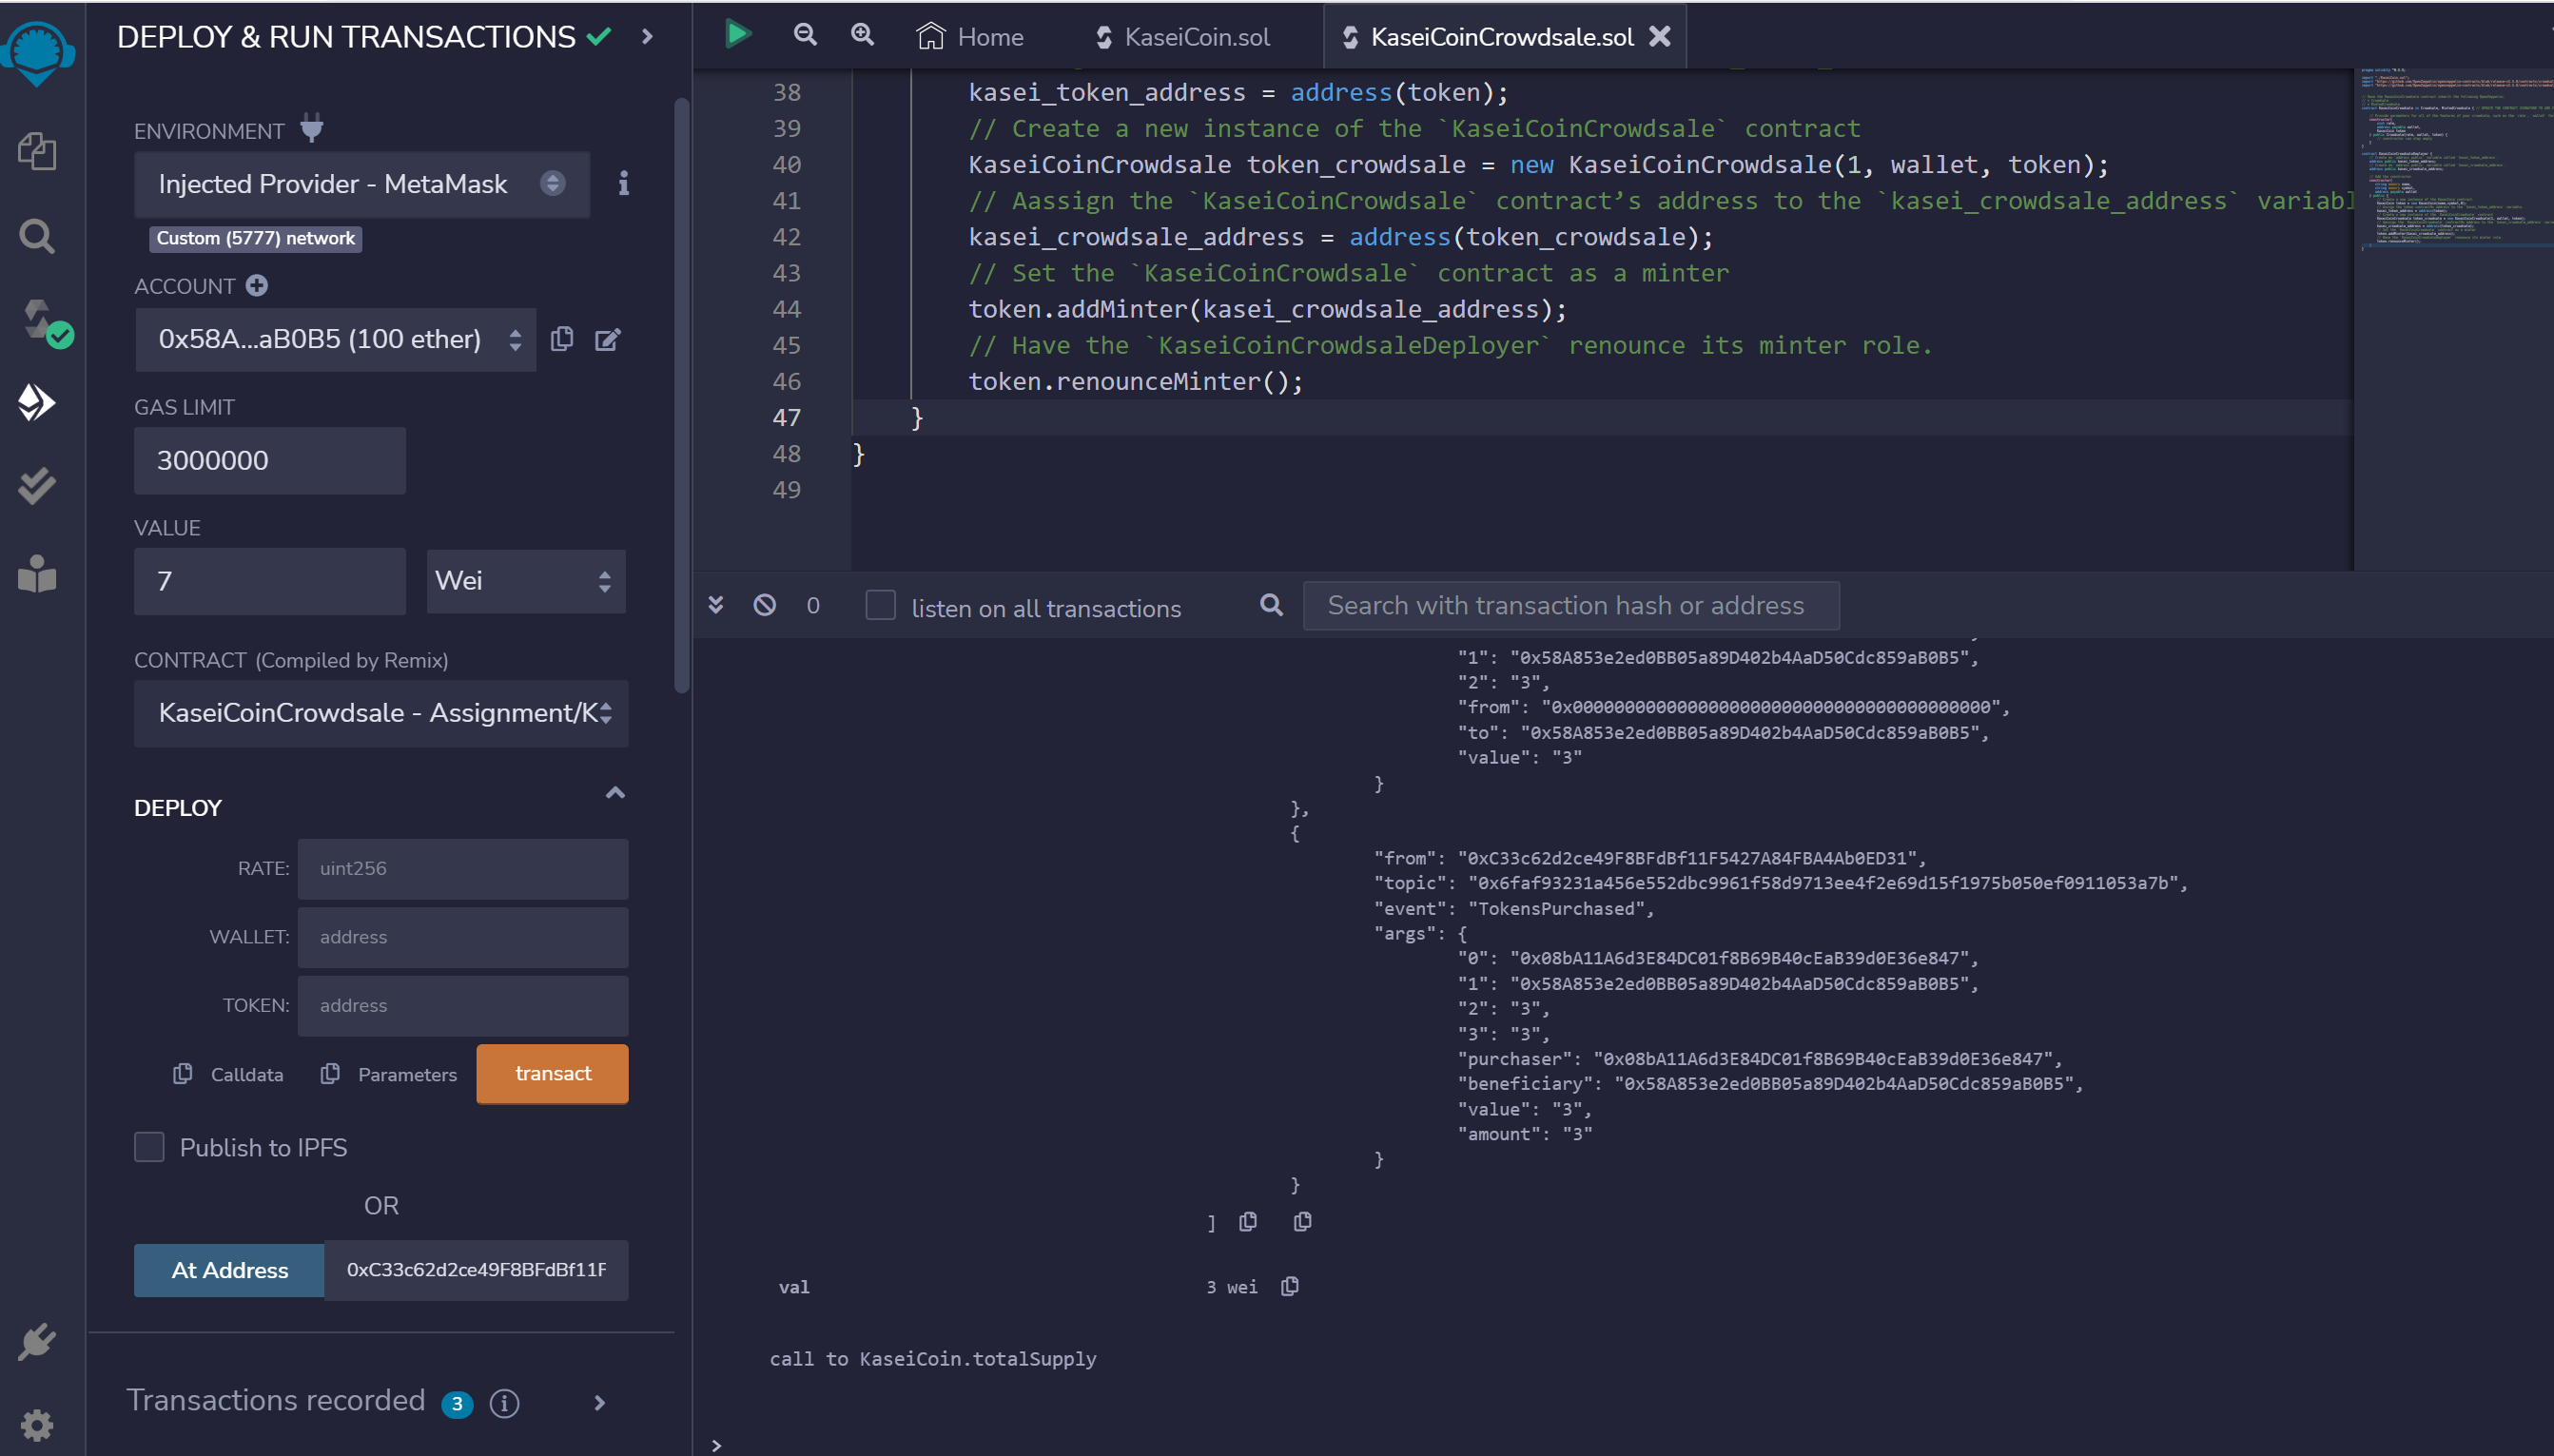 DEPLOY & RUN TRANSACTIONS
ENVIRONMENT
Injected Provider - MetaMask
Custom (5777) network
ACCOUNT
0x58A...aB0B5 (100 ether)
GAS LIMIT
3000000
VALUE
7
Wei
CONTRACT (Compiled by Remix)
KaseiCoinCrowdsale - Assignment/K
DEPLOY
RATE: uint256
WALLET: address
TOKEN: address
Calldata Parameters transact
Publish to IPFS
OR
At Address 0xC33c62d2ce49F8BFdBf11F
Transactions recorded 3
Home KaseiCoin.sol KaseiCoinCrowdsale.sol
38 kasei_token_address = address(token);
39 // Create a new instance of the `KaseiCoinCrowdsale` contract
40 KaseiCoinCrowdsale token_crowdsale = new KaseiCoinCrowdsale(1, wallet, token);
41 // Aassign the `KaseiCoinCrowdsale` contract’s address to the `kasei_crowdsale_address` variabl
42 kasei_crowdsale_address = address(token_crowdsale);
43 // Set the `KaseiCoinCrowdsale` contract as a minter
44 token.addMinter(kasei_crowdsale_address);
45 // Have the `KaseiCoinCrowdsaleDeployer` renounce its minter role.
46 token.renounceMinter();
47 }
48 }
49
0 listen on all transactions Search with transaction hash or address
"1": "0x58A853e2ed0BB05a89D402b4AaD50Cdc859aB0B5",
"2": "3",
"from": "0x0000000000000000000000000000000000000000",
"to": "0x58A853e2ed0BB05a89D402b4AaD50Cdc859aB0B5",
"value": "3"
}
},
{
"from": "0xC33c62d2ce49F8BFdBf11F5427A84FBA4Ab0ED31",
"topic": "0x6faf93231a456e552dbc9961f58d9713ee4f2e69d15f1975b050ef0911053a7b",
"event": "TokensPurchased",
"args": {
"0": "0x08bA11A6d3E84DC01f8B69B40cEaB39d0E36e847",
"1": "0x58A853e2ed0BB05a89D402b4AaD50Cdc859aB0B5",
"2": "3",
"3": "3",
"purchaser": "0x08bA11A6d3E84DC01f8B69B40cEaB39d0E36e847",
"beneficiary": "0x58A853e2ed0BB05a89D402b4AaD50Cdc859aB0B5",
"value": "3",
"amount": "3"
}
}
]
val 3 wei
call to KaseiCoin.totalSupply
>